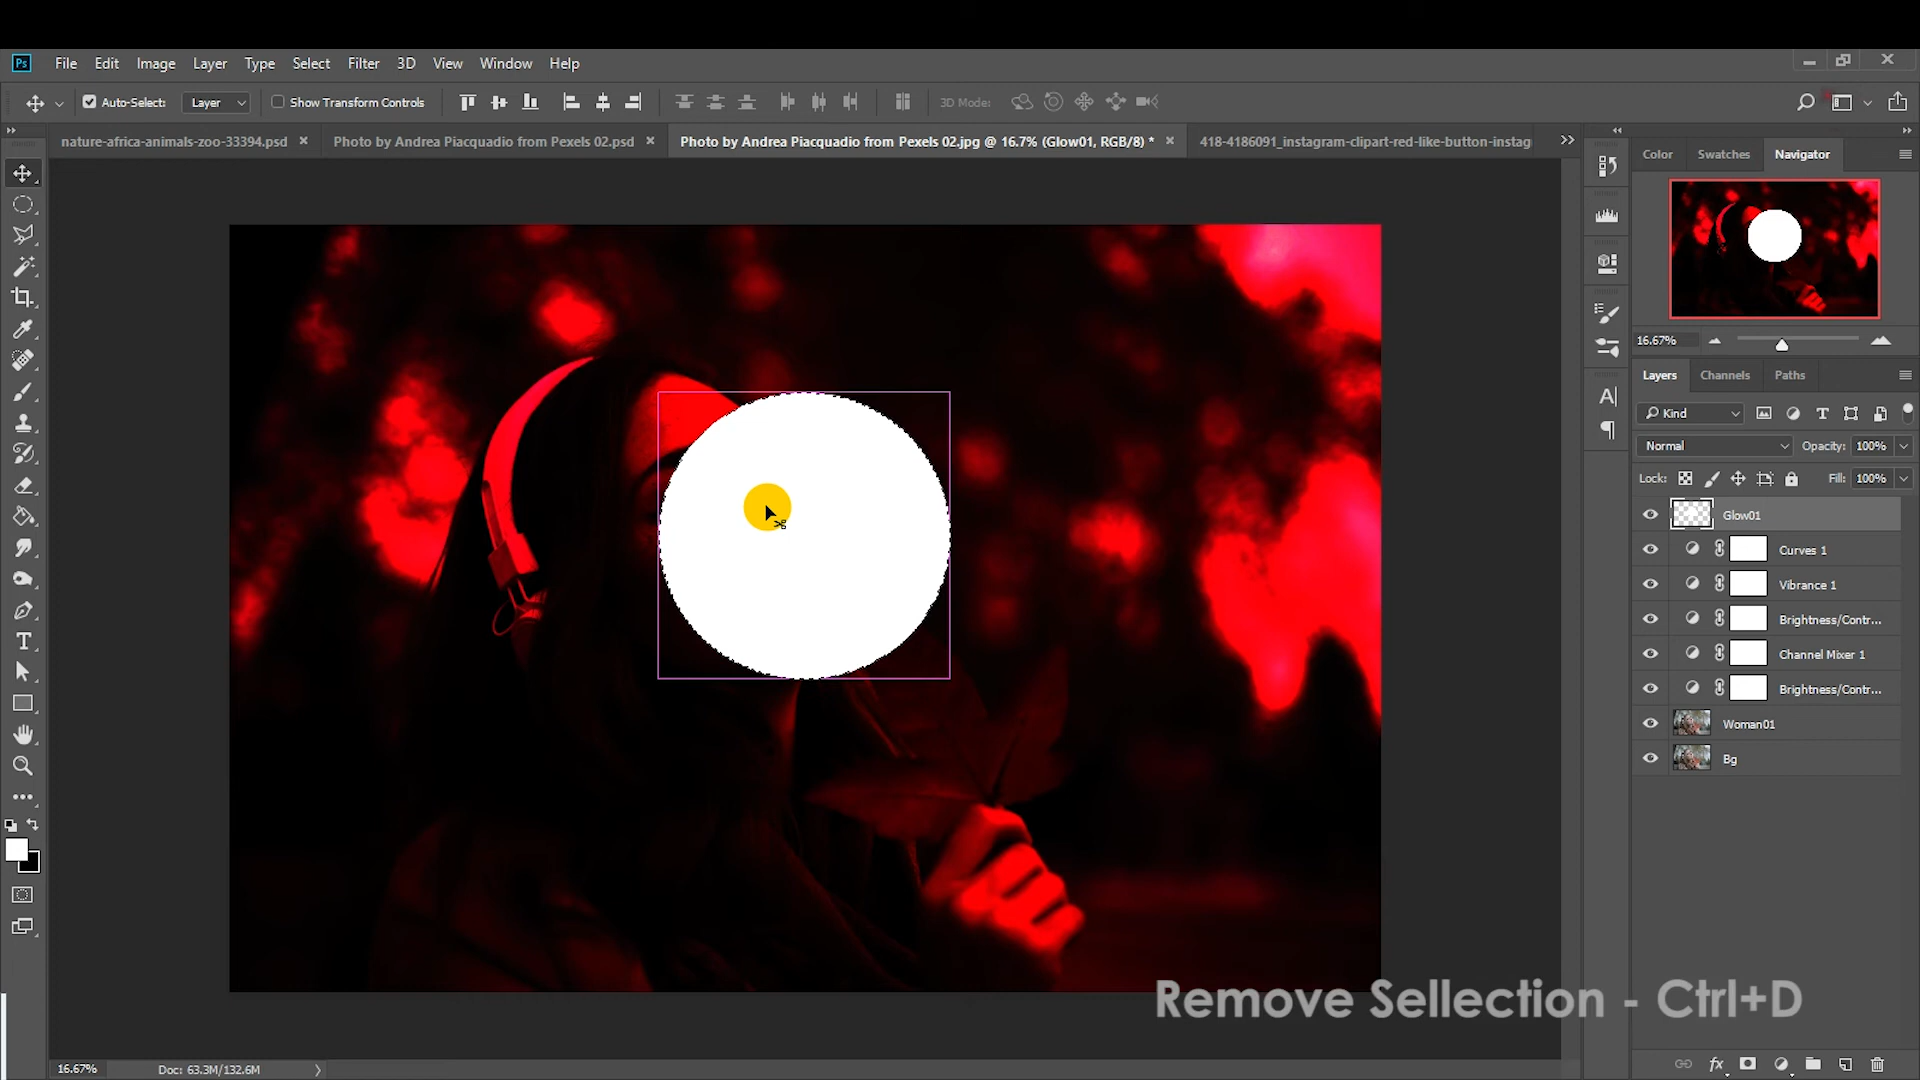 Ps File Edit Image Layer Type Select Filter 3D View Window Help
Auto-Select: Layer Show Transform Controls 3D Mode:
nature-africa-animals-zoo-33394.psd × Photo by Andrea Piacquadio from Pexels 02.psd × Photo by Andrea Piacquadio from Pexels 02.jpg @ 16.7% (Glow01, RGB/8) * × 418-4186091_instagram-clipart-red-like-button-instag
Color Swatches Navigator
16.67%
Layers Channels Paths
Kind
Normal Opacity: 100%
Lock: Fill: 100%
Glow01
Curves 1
Vibrance 1
Brightness/Contr...
Channel Mixer 1
Brightness/Contr...
Woman01
Bg
Remove Sellection - Ctrl+D
16.67% Doc: 63.3M/132.6M